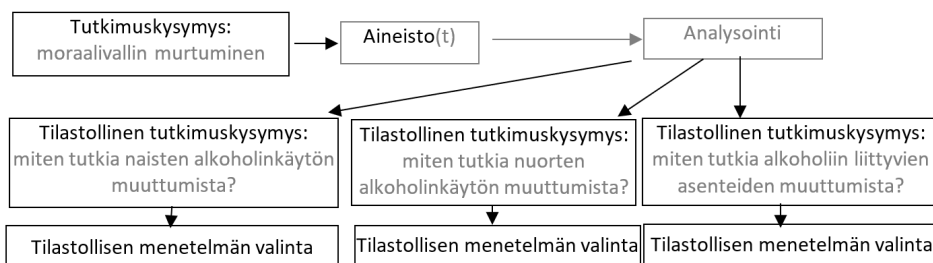 Tutkimuskysymys:
moraalivallin murtuminen
Aineisto(t)
Analysointi
Tilastollinen tutkimuskysymys:
miten tutkia naisten alkoholinkäytön
muuttumista?
Tilastollinen tutkimuskysymys:
miten tutkia nuorten
alkoholinkäytön muuttumista?
Tilastollinen tutkimuskysymys:
miten tutkia alkoholiin liittyvien
asenteiden muuttumista?
Tilastollisen menetelmän valinta
Tilastollisen menetelmän valinta
Tilastollisen menetelmän valinta